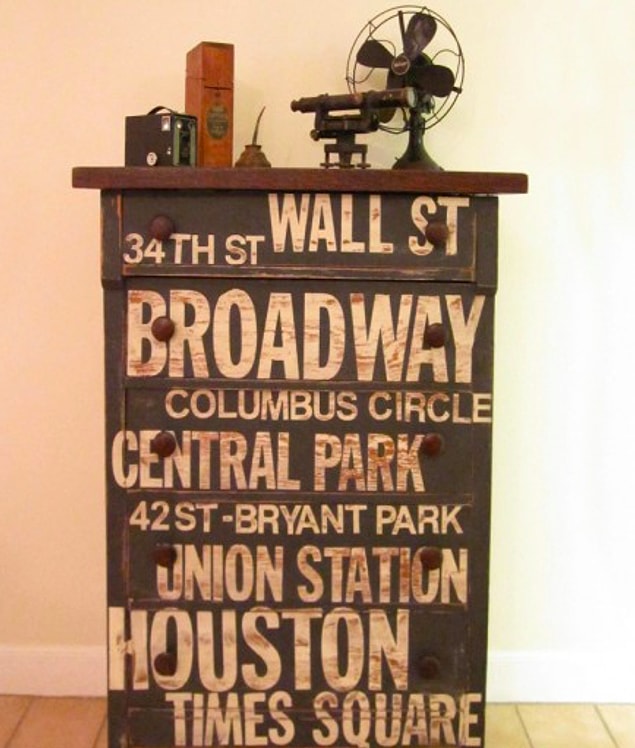 WALL ST
34TH ST
BROADWAY
COLUMBUS CIRCLE
CENTRAL PARK
42 ST - BRYANT PARK
UNION STATION
HOUSTON
TIMES SQUARE